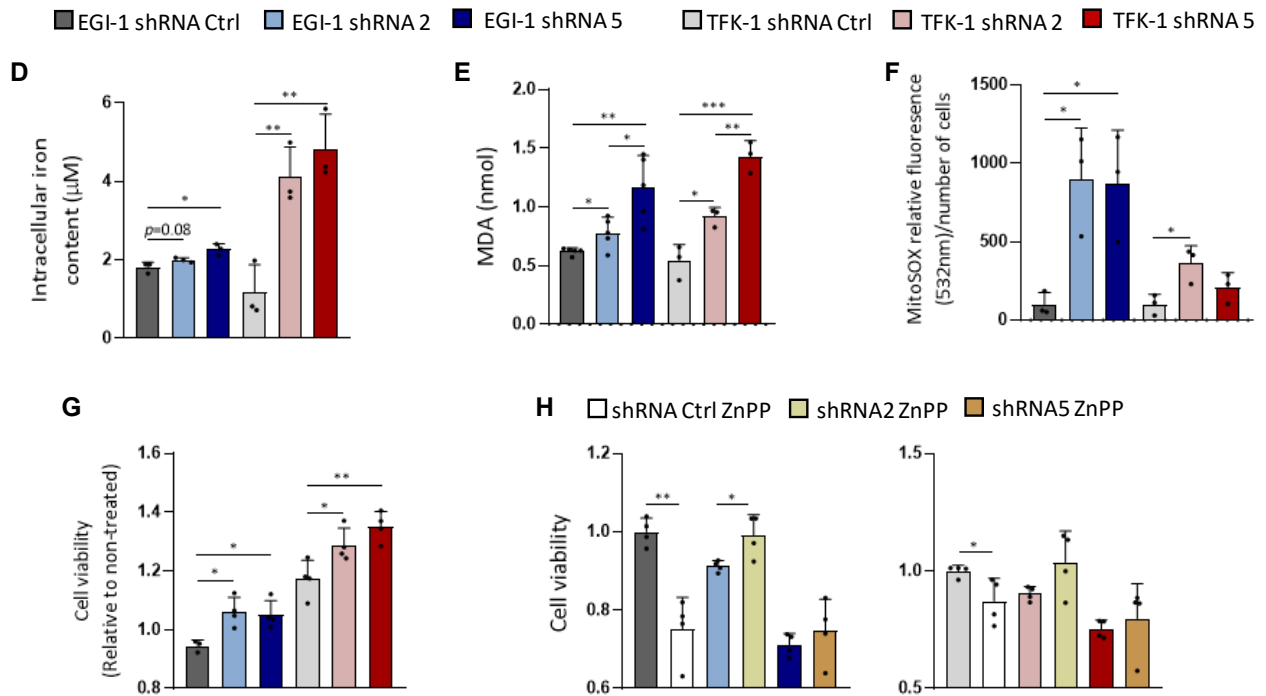 EGI-1 shRNA Ctrl EGI-1 shRNA 2 EGI-1 shRNA 5 TFK-1 shRNA Ctrl TFK-1 shRNA 2 TFK-1 shRNA 5
D
Intracellular iron
content (µM)
6
4
2
0
p=0.08
*
**
**
E
MDA (nmol)
2.0
1.5
1.0
0.5
0.0
**
*
*
***
**
*
F
MitoSOX relative fluoresence
(532nm)/number of cells
1500
1000
500
0
*
*
*
G
Cell viability
(Relative to non-treated)
1.6
1.4
1.2
1.0
0.8
*
*
**
*
H
shRNA Ctrl ZnPP shRNA2 ZnPP shRNA5 ZnPP
Cell viability
1.2
1.0
0.8
0.6
**
*
1.5
1.0
0.5
*